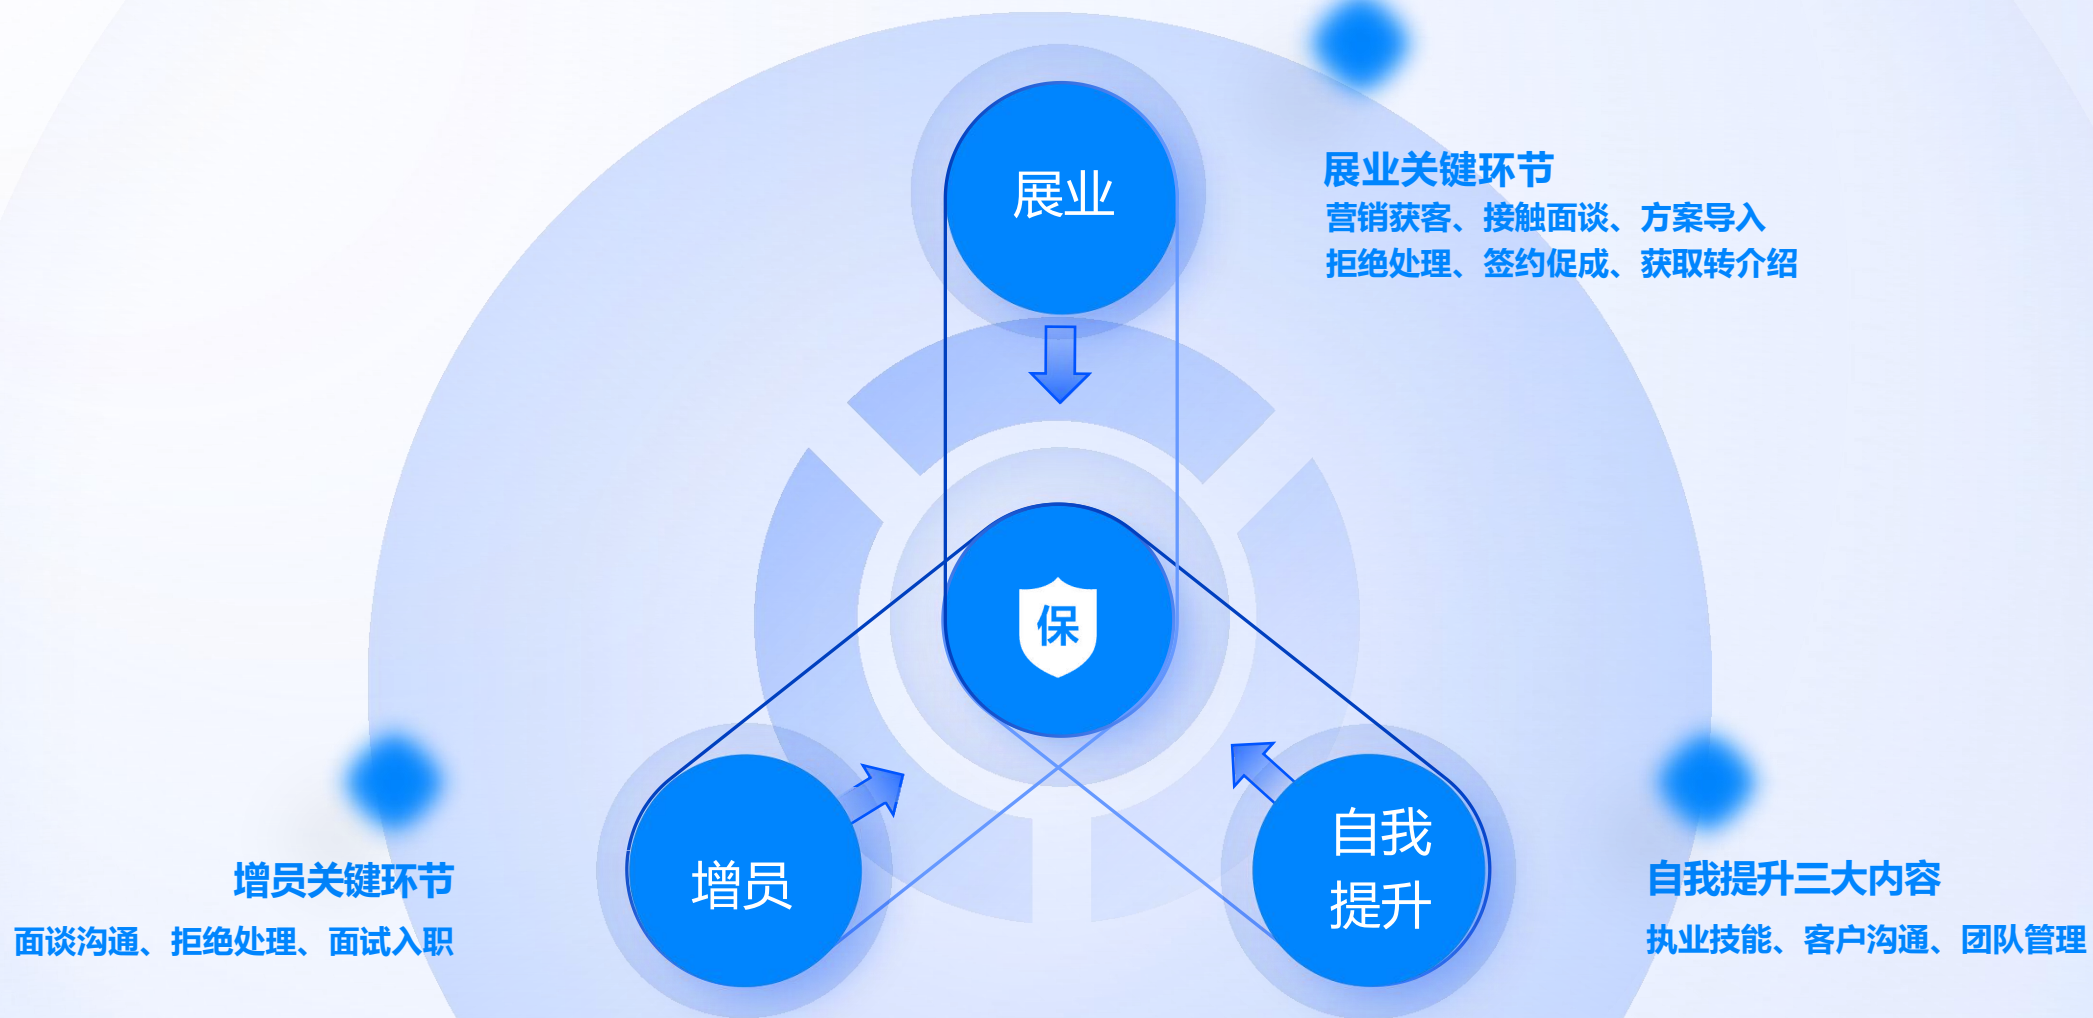 展业
展业关键环节
营销获客、接触面谈、方案导入
拒绝处理、签约促成、获取转介绍
保
增员
增员关键环节
面谈沟通、拒绝处理、面试入职
自我
提升
自我提升三大内容
执业技能、客户沟通、团队管理